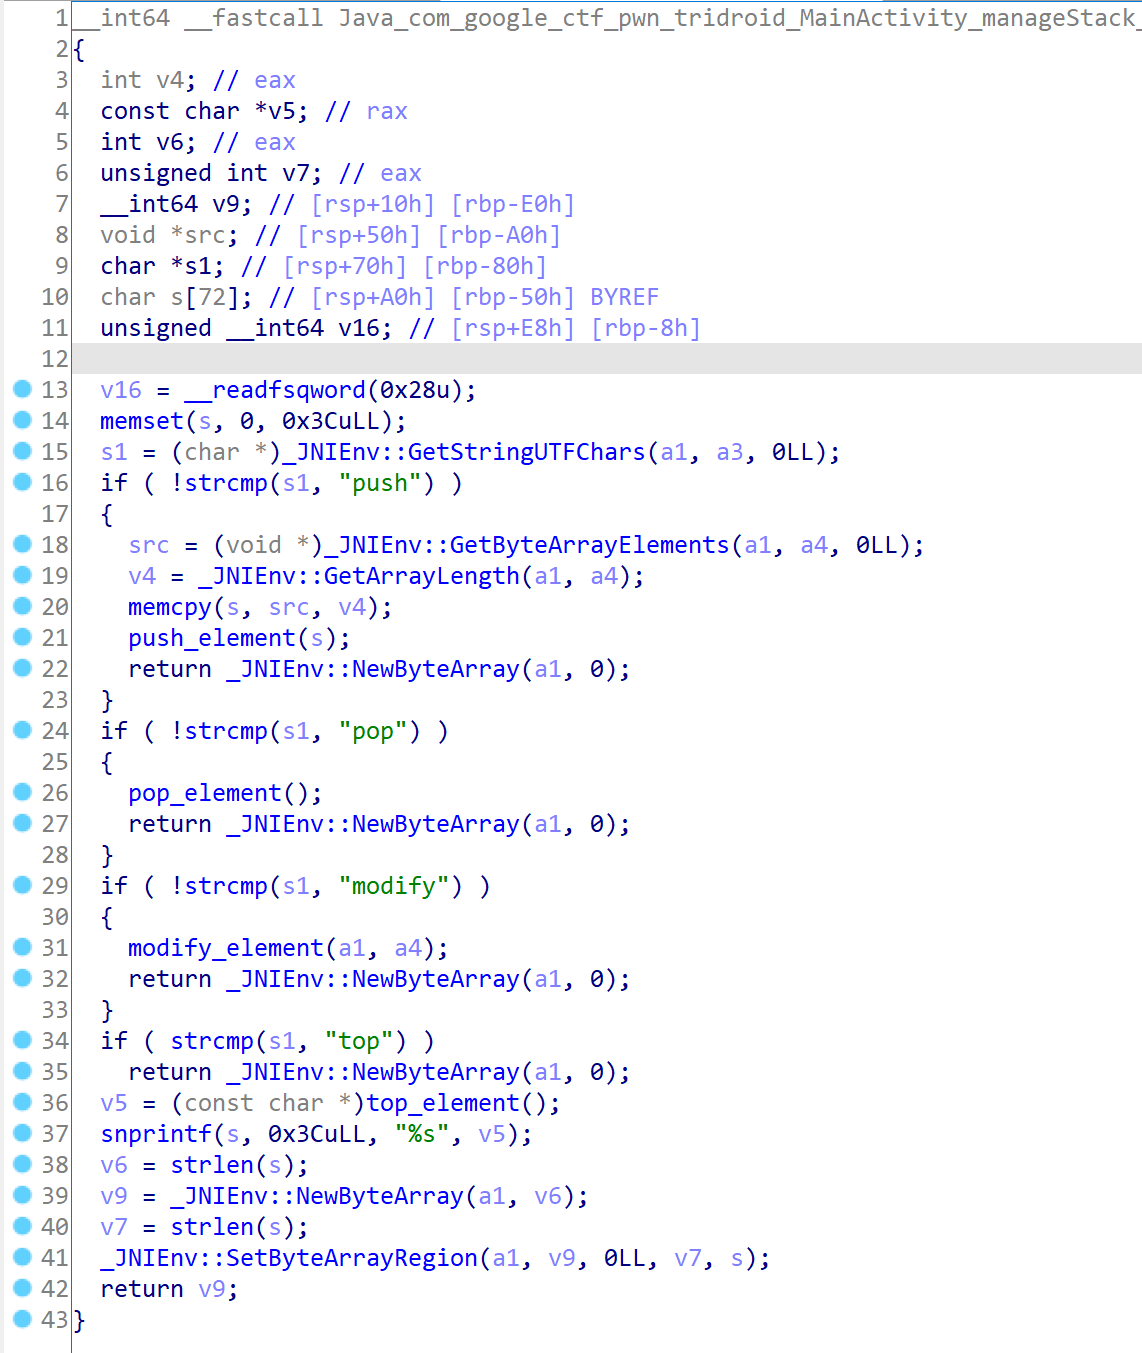 1 __int64 __fastcall Java_com_google_ctf_pwn_tridroid_MainActivity_manageStack_
2 {
3 int v4; // eax
4 const char *v5; // rax
5 int v6; // eax
6 unsigned int v7; // eax
7 __int64 v9; // [rsp+10h] [rbp-E0h]
8 void *src; // [rsp+50h] [rbp-A0h]
9 char *s1; // [rsp+70h] [rbp-80h]
10 char s[72]; // [rsp+A0h] [rbp-50h] BYREF
11 unsigned __int64 v16; // [rsp+E8h] [rbp-8h]
12
13 v16 = __readfsqword(0x28u);
14 memset(s, 0, 0x3CuLL);
15 s1 = (char *)_JNIEnv::GetStringUTFChars(a1, a3, 0LL);
16 if ( !strcmp(s1, "push") )
17 {
18 src = (void *)_JNIEnv::GetByteArrayElements(a1, a4, 0LL);
19 v4 = _JNIEnv::GetArrayLength(a1, a4);
20 memcpy(s, src, v4);
21 push_element(s);
22 return _JNIEnv::NewByteArray(a1, 0);
23 }
24 if ( !strcmp(s1, "pop") )
25 {
26 pop_element();
27 return _JNIEnv::NewByteArray(a1, 0);
28 }
29 if ( !strcmp(s1, "modify") )
30 {
31 modify_element(a1, a4);
32 return _JNIEnv::NewByteArray(a1, 0);
33 }
34 if ( strcmp(s1, "top") )
35 return _JNIEnv::NewByteArray(a1, 0);
36 v5 = (const char *)top_element();
37 snprintf(s, 0x3CuLL, "%s", v5);
38 v6 = strlen(s);
39 v9 = _JNIEnv::NewByteArray(a1, v6);
40 v7 = strlen(s);
41 _JNIEnv::SetByteArrayRegion(a1, v9, 0LL, v7, s);
42 return v9;
43 }